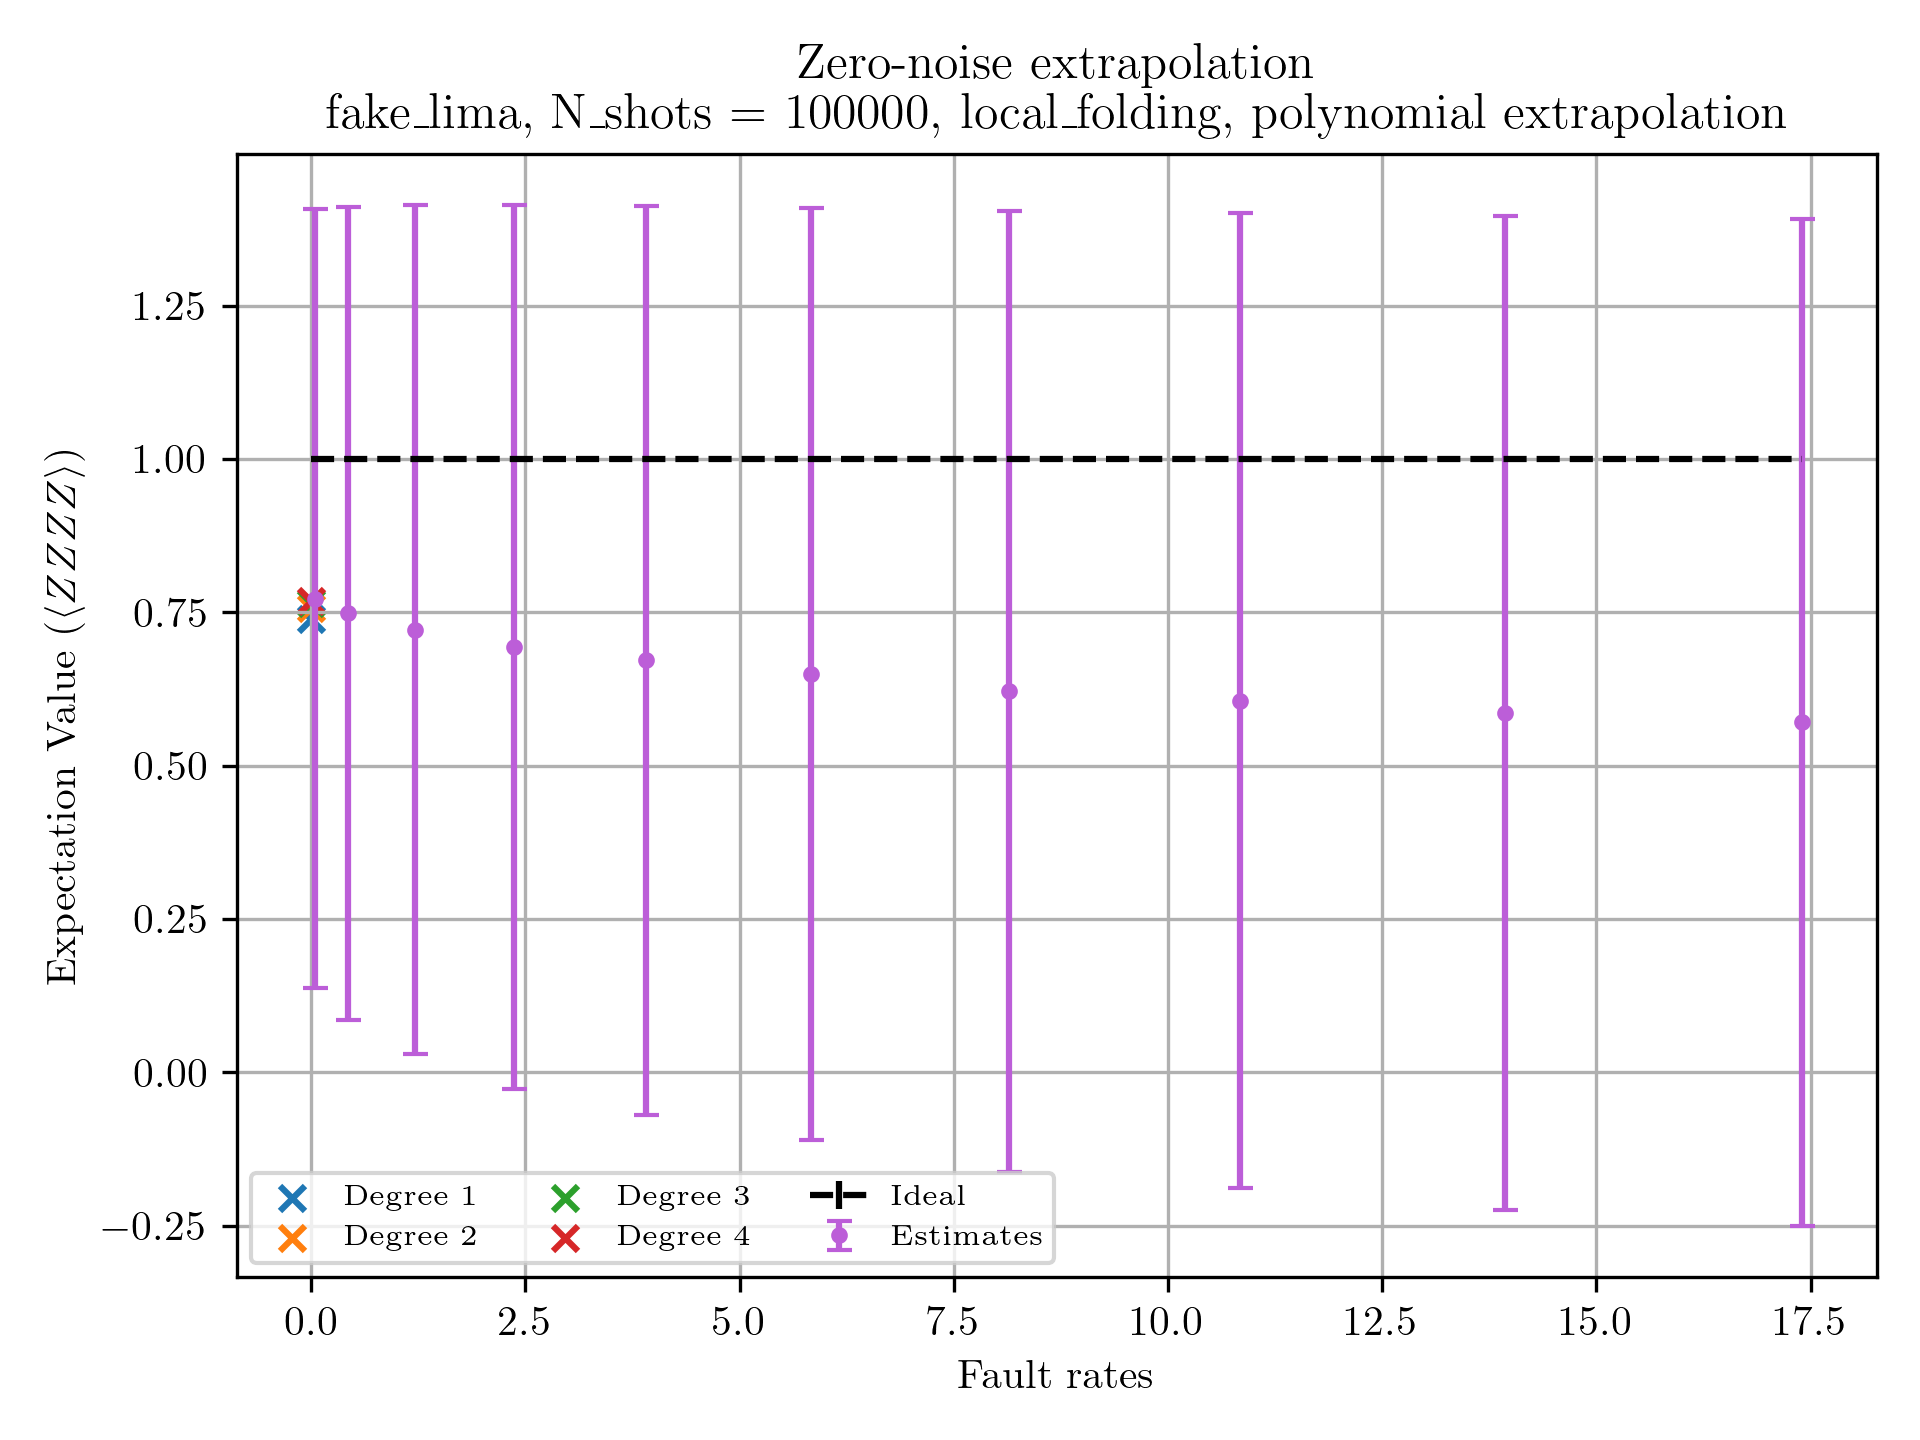 Zero-noise extrapolation
fake_lima, N_shots = 100000, local_folding, polynomial extrapolation
Expectation Value (⟨ZZZZ⟩)
1.25
1.00
0.75
0.50
0.25
0.00
−0.25
Degree 1
Degree 2
Degree 3
Degree 4
Ideal
Estimates
0.0 2.5 5.0 7.5 10.0 12.5 15.0 17.5
Fault rates